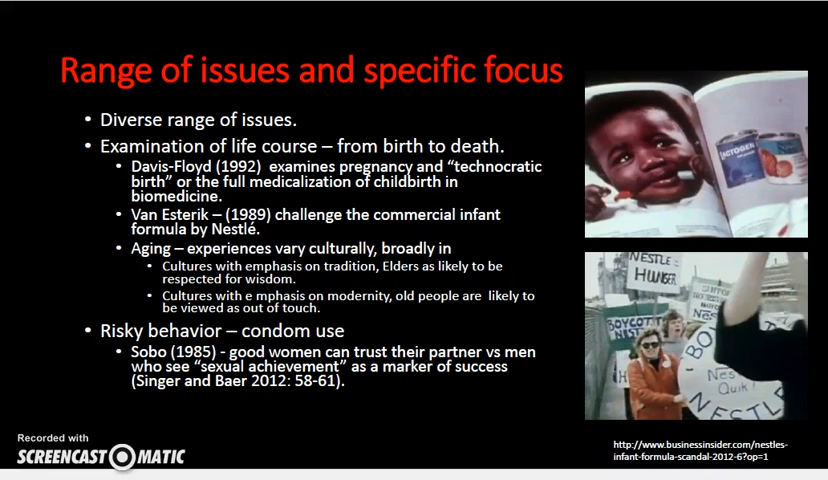 Range of issues and specific focus
• Diverse range of issues.
• Examination of life course – from birth to death.
• Davis-Floyd (1992) examines pregnancy and “technocratic
birth” or the full medicalization of childbirth in
biomedicine.
• Van Esterik – (1989) challenge the commercial infant
formula by Nestlé.
• Aging – experiences vary culturally, broadly in
• Cultures with emphasis on tradition, Elders as likely to be
respected for wisdom.
• Cultures with e mphasis on modernity, old people are likely to
be viewed as out of touch.
• Risky behavior – condom use
• Sobo (1985) - good women can trust their partner vs men
who see “sexual achievement” as a marker of success
(Singer and Baer 2012: 58-61).
LACTOGEN
NESTLE =
HUNGER
BOYCOTT
NEST
BOY
Nes
Quik
NESTLE
http://www.businessinsider.com/nestles-
infant-formula-scandal-2012-6?op=1
Recorded with
SCREENCAST MATIC